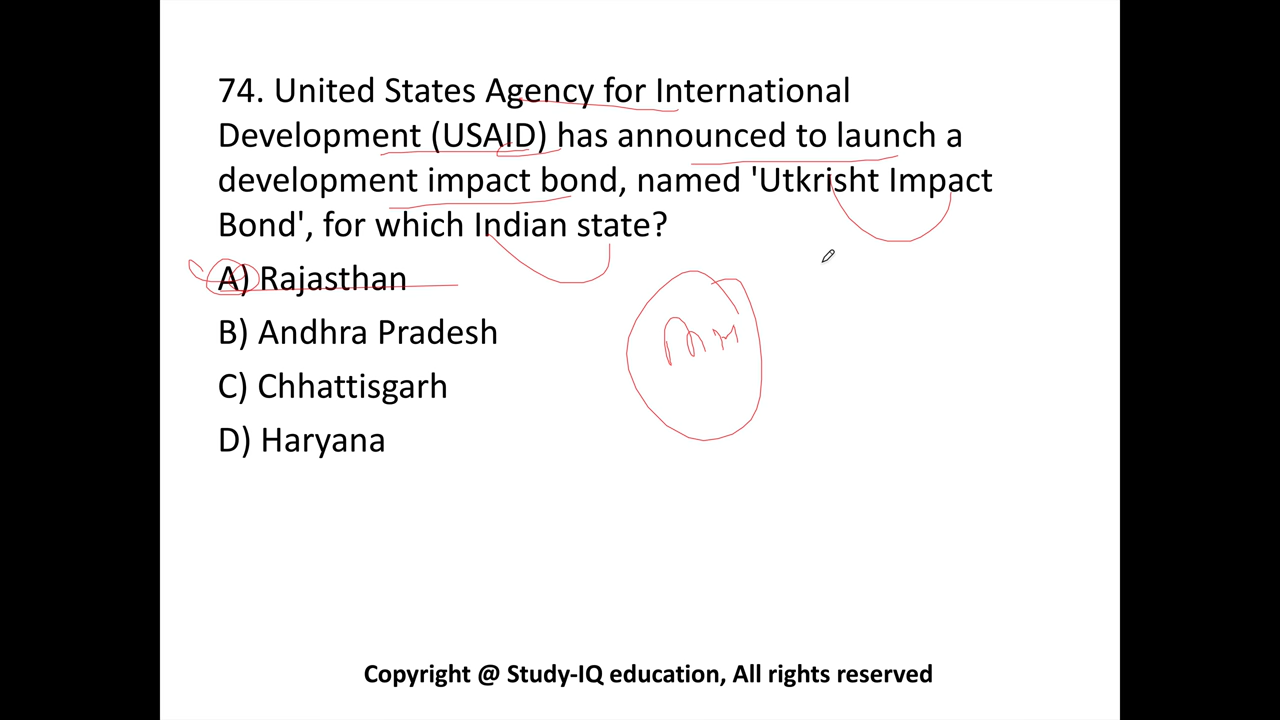 74. United States Agency for International
Development (USAID) has announced to launch a
development impact bond, named 'Utkrisht Impact
Bond', for which Indian state?
A) Rajasthan
B) Andhra Pradesh
C) Chhattisgarh
D) Haryana
Copyright @ Study-IQ education, All rights reserved